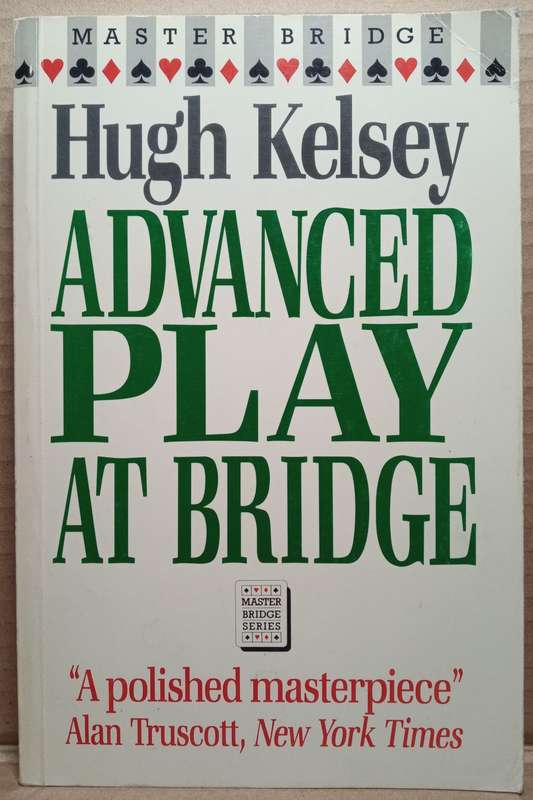 MASTER BRIDGE
Hugh Kelsey
ADVANCED
PLAY
AT BRIDGE
MASTER
BRIDGE
SERIES
“A polished masterpiece”
Alan Truscott, New York Times